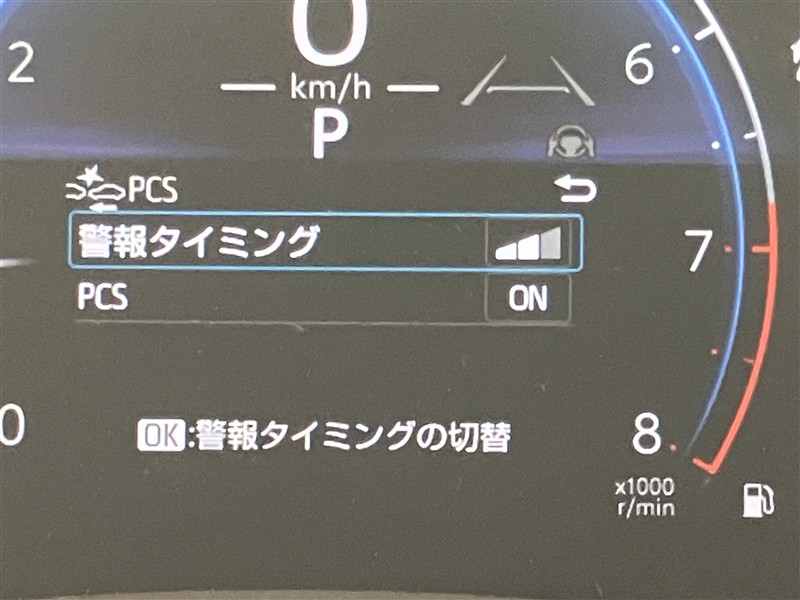 0
2
km/h
6
P
PCS
警報タイミング
7
PCS ON
0
OK:警報タイミングの切替
8
x1000
r/min